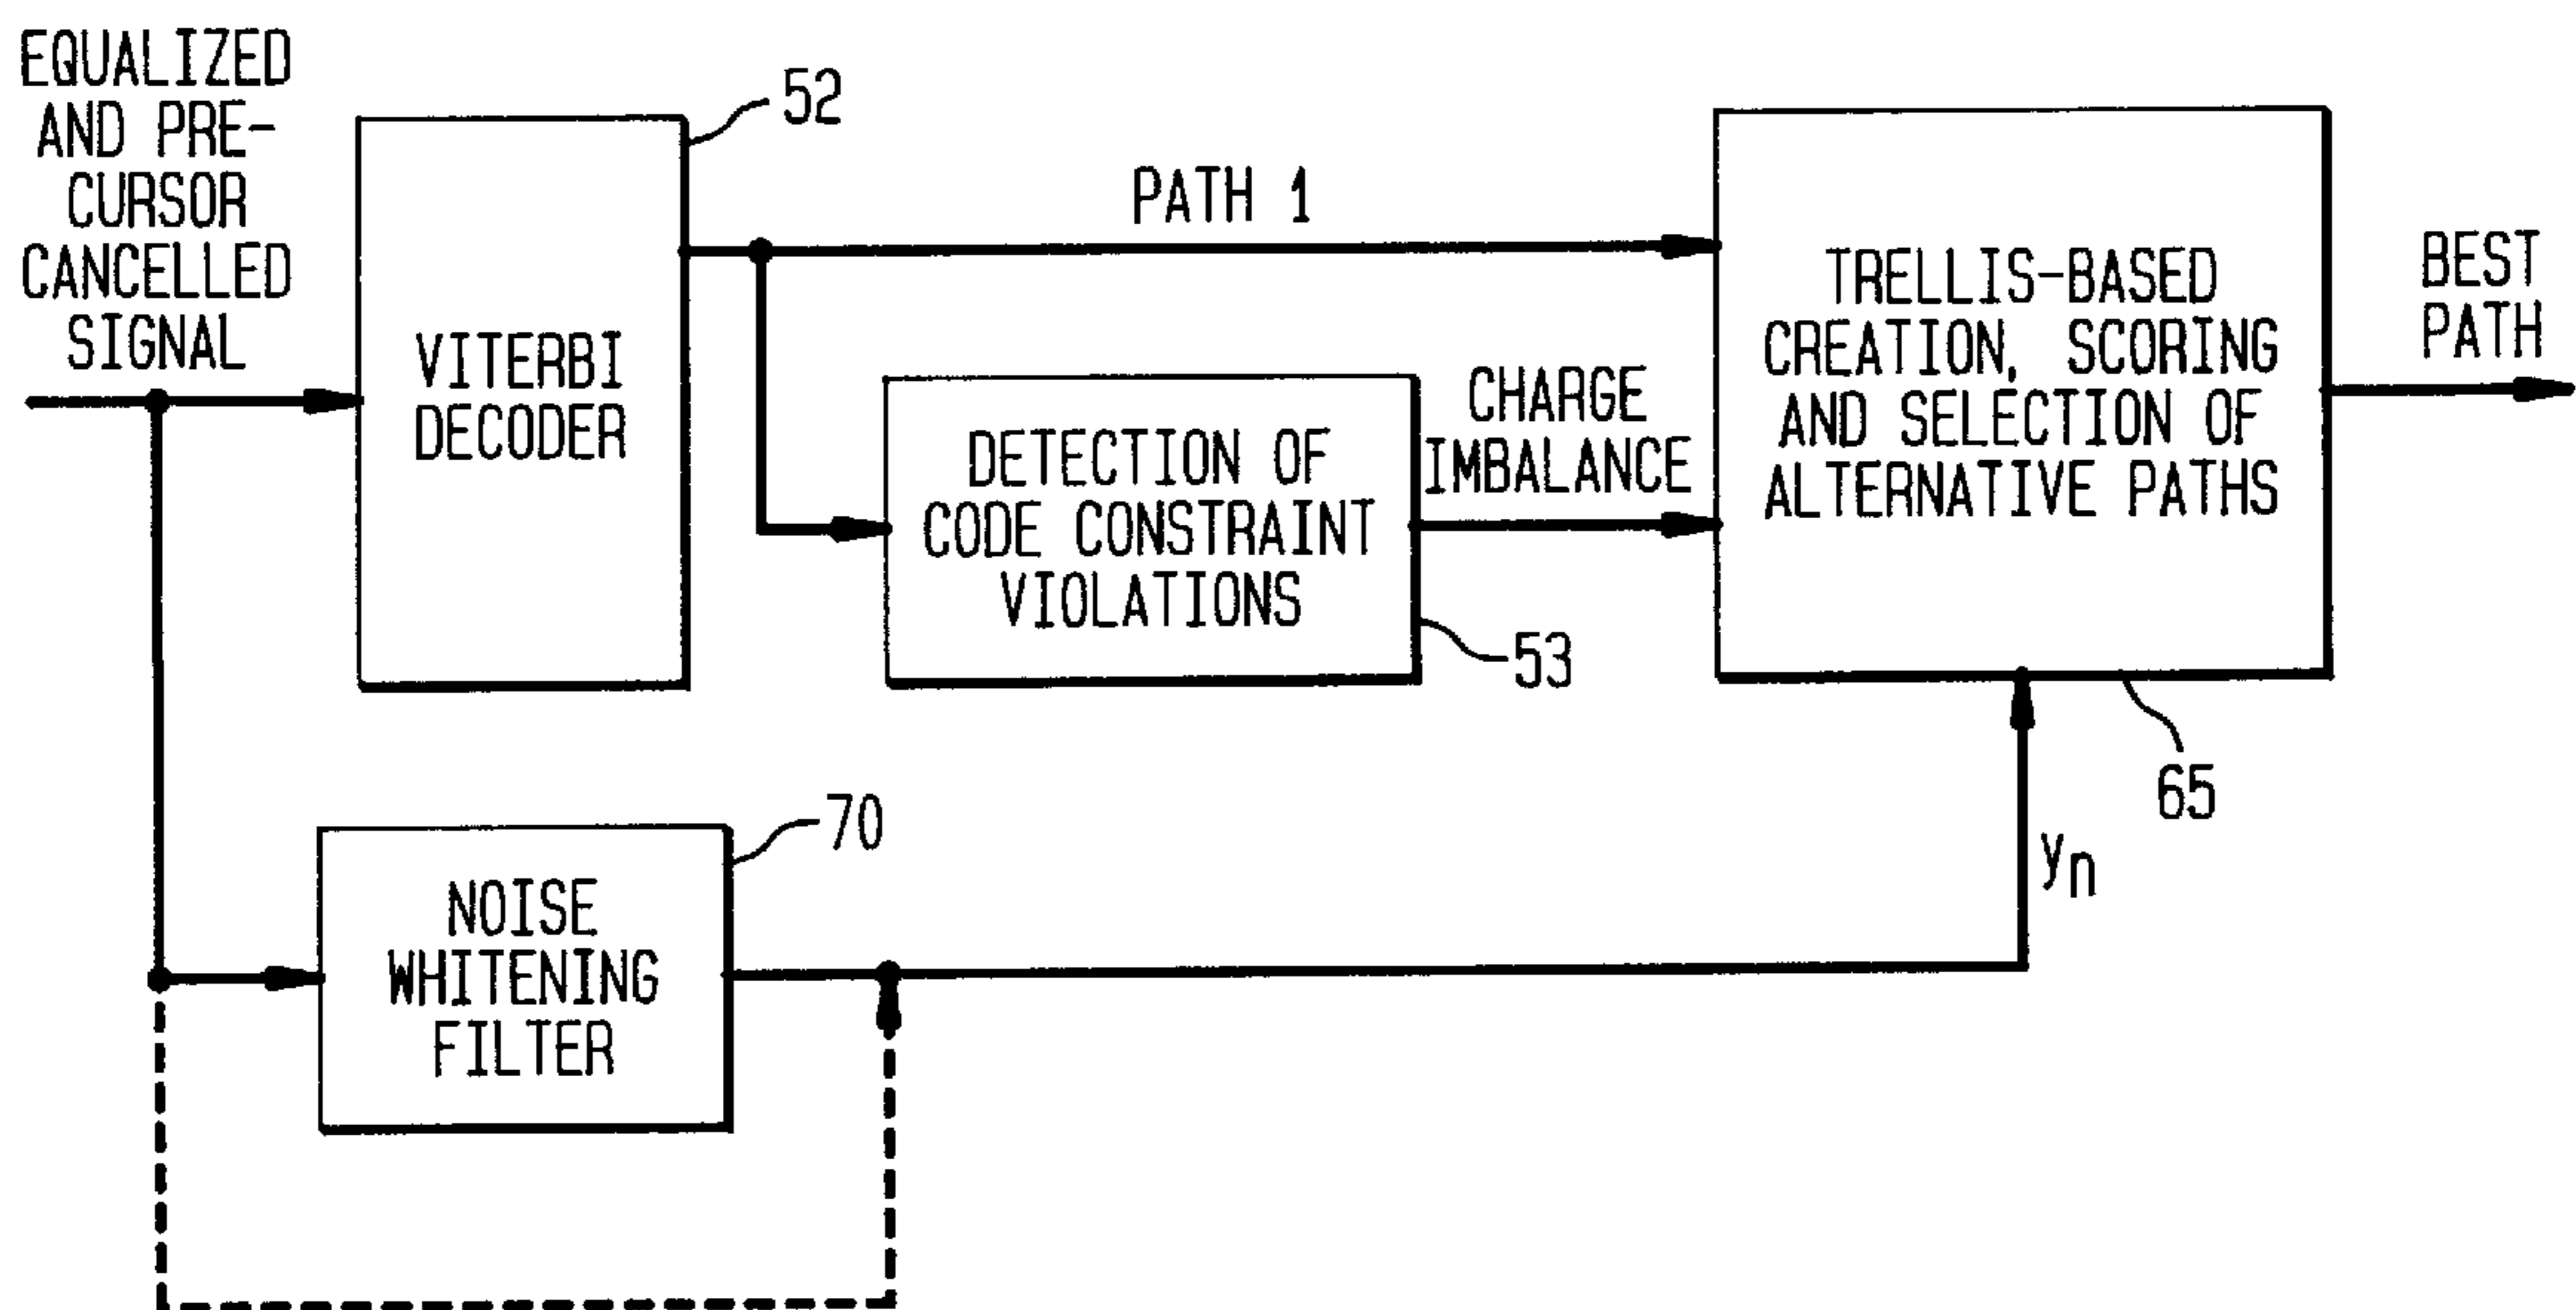 EQUALIZED
AND PRE-
CURSOR
CANCELLED
SIGNAL
52
VITERBI
DECODER
PATH 1
DETECTION OF
CODE CONSTRAINT
VIOLATIONS
53
CHARGE
IMBALANCE
TRELLIS-BASED
CREATION, SCORING
AND SELECTION OF
ALTERNATIVE PATHS
65
BEST
PATH
70
NOISE
WHITENING
FILTER
yn